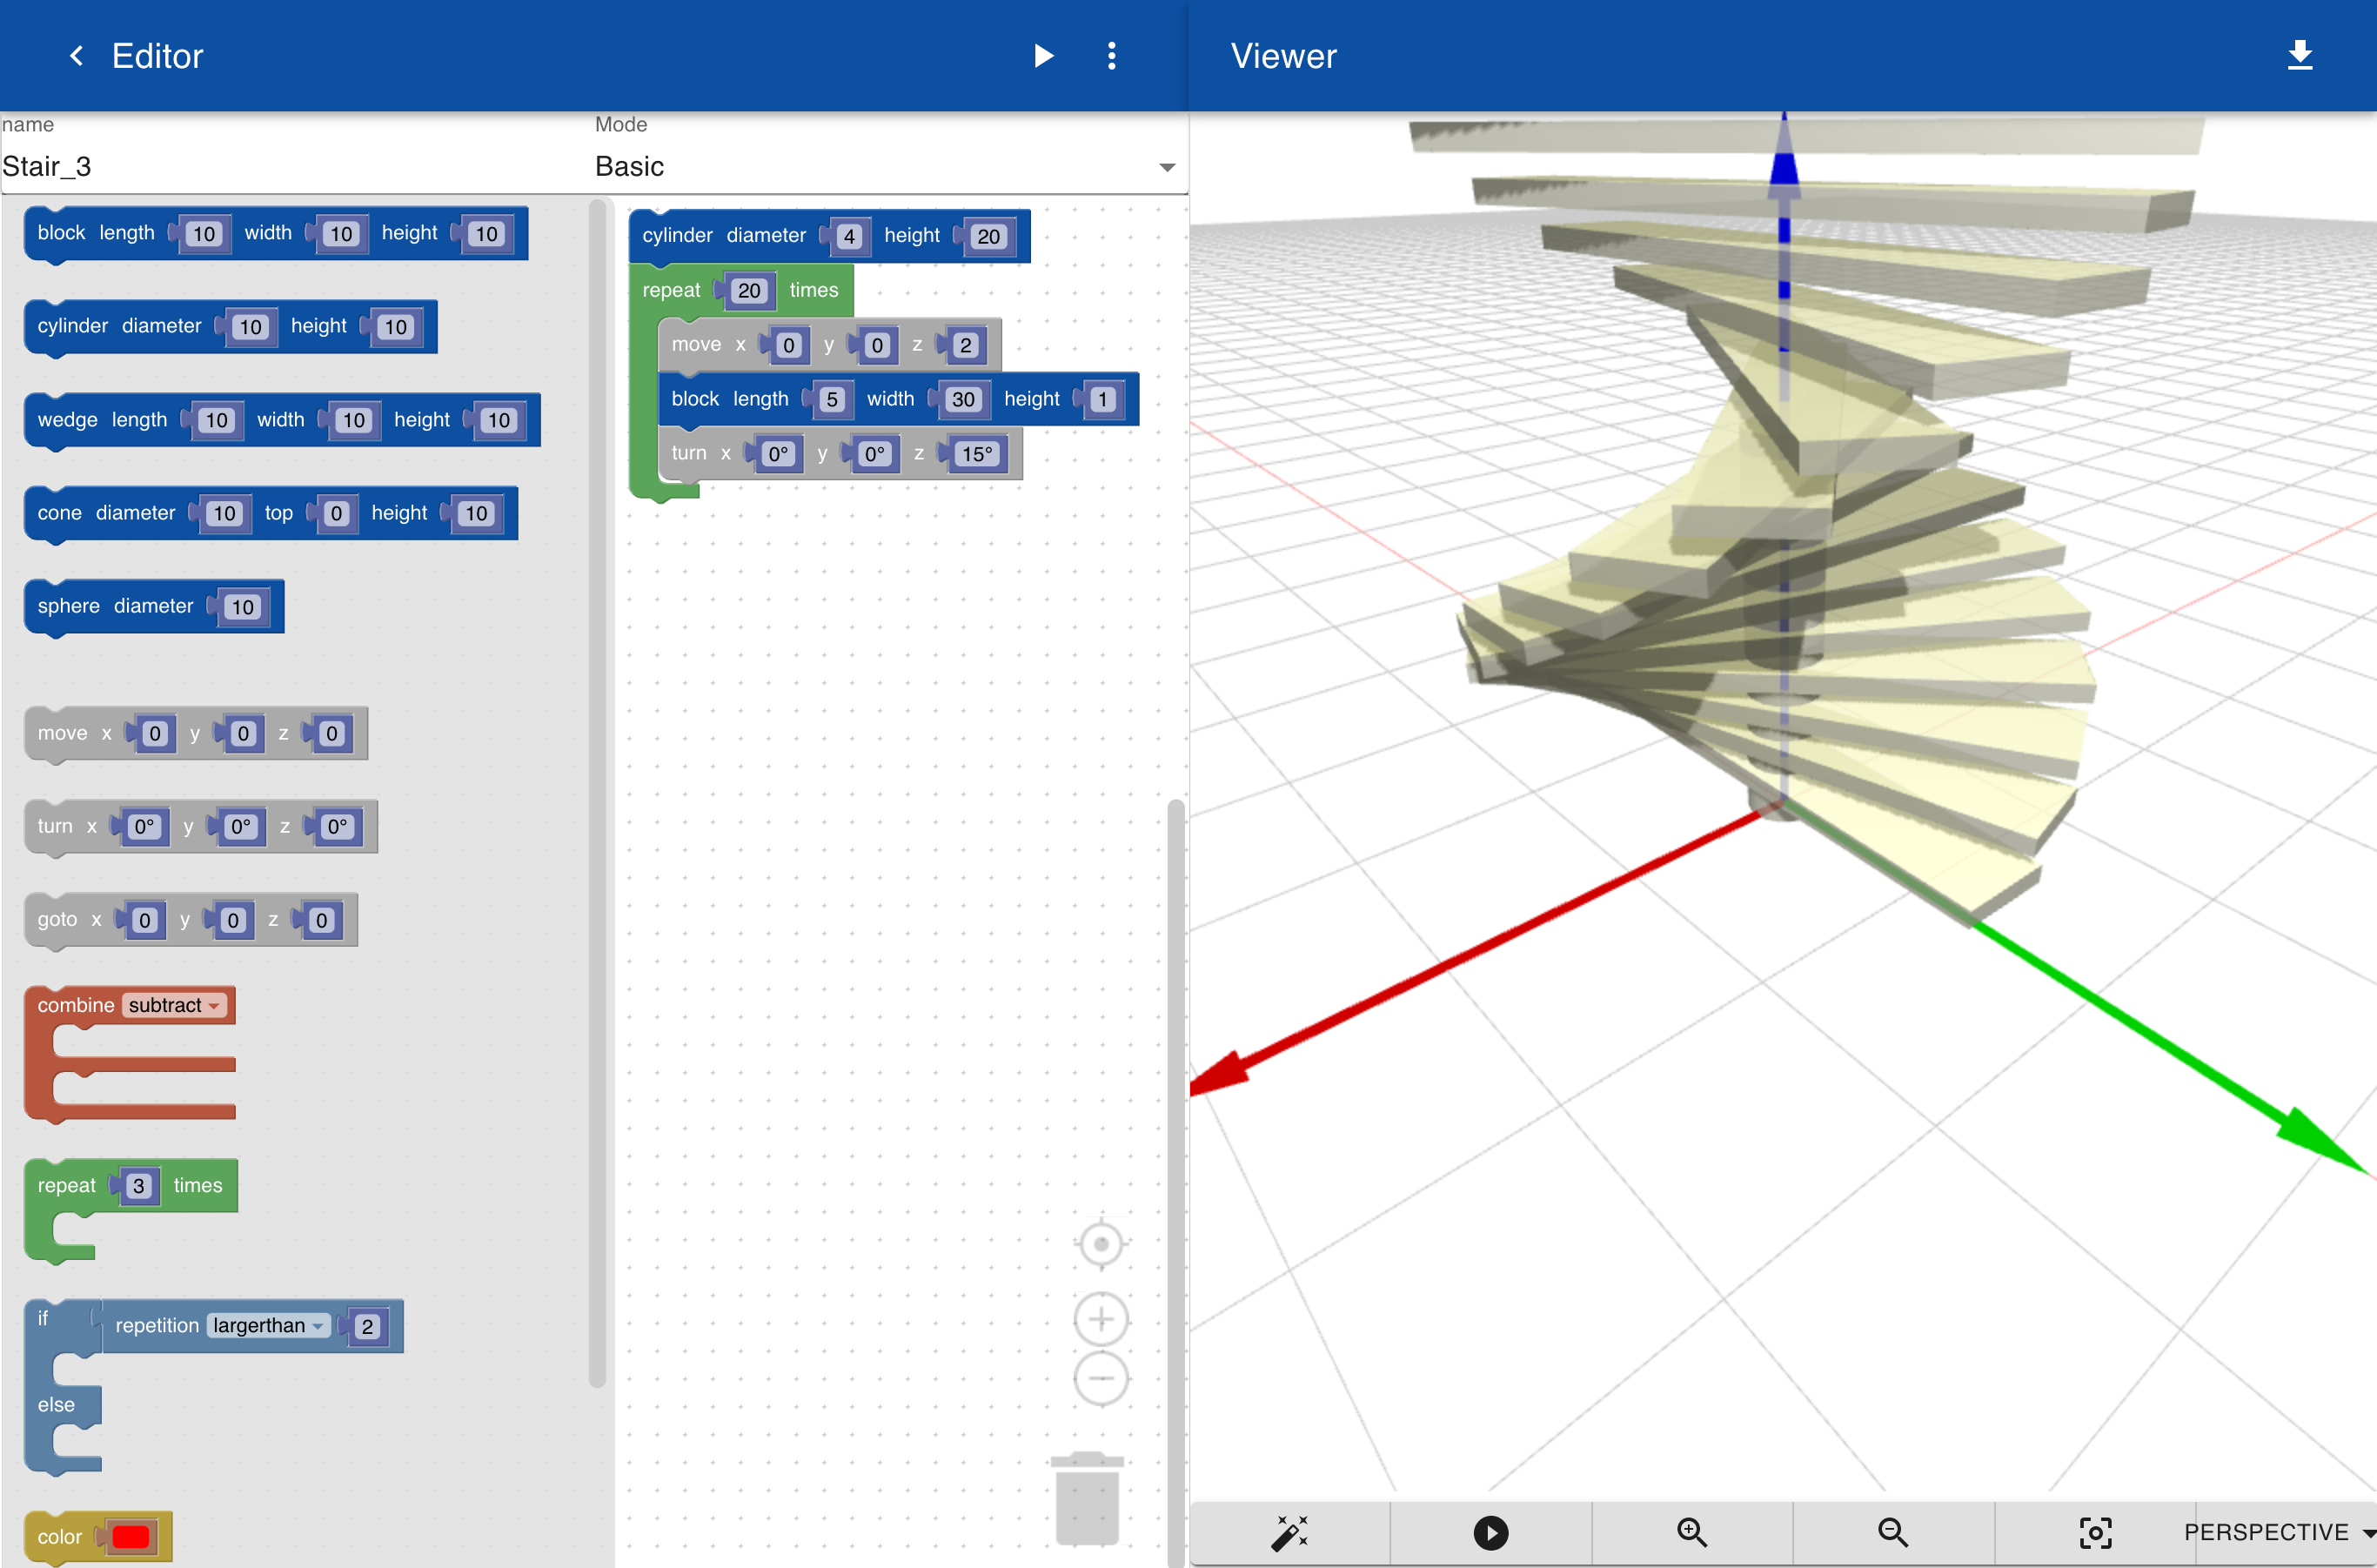 Editor
Viewer
name
Mode
Stair_3
Basic
block length 10 width 10 height 10
cylinder diameter 10 height 10
wedge length 10 width 10 height 10
cone diameter 10 top 0 height 10
sphere diameter 10
move x 0 y 0 z 0
turn x 0° y 0° z 0°
goto x 0 y 0 z 0
combine subtract
repeat 3 times
if repetition largerthan 2
else
color
cylinder diameter 4 height 20
repeat 20 times
move x 0 y 0 z 2
block length 5 width 30 height 1
turn x 0° y 0° z 15°
PERSPECTIVE